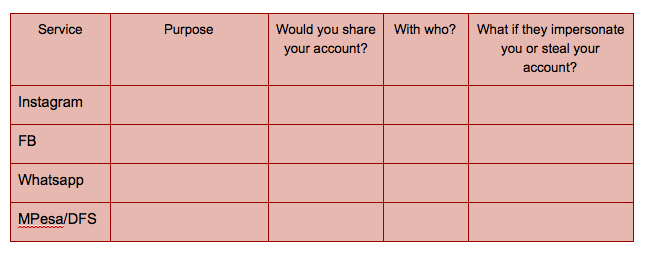 Service Purpose Would you share With who? What if they impersonate
your account? you or steal your
account?
Instagram
FB
Whatsapp
MPesa/DFS